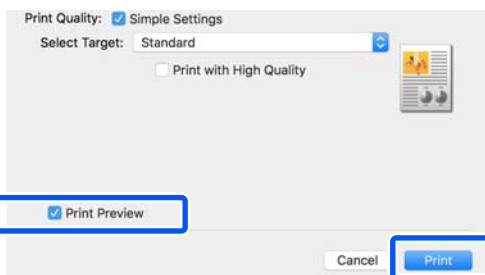 Print Quality: Simple Settings
Select Target: Standard
Print with High Quality
Print Preview
Cancel Print